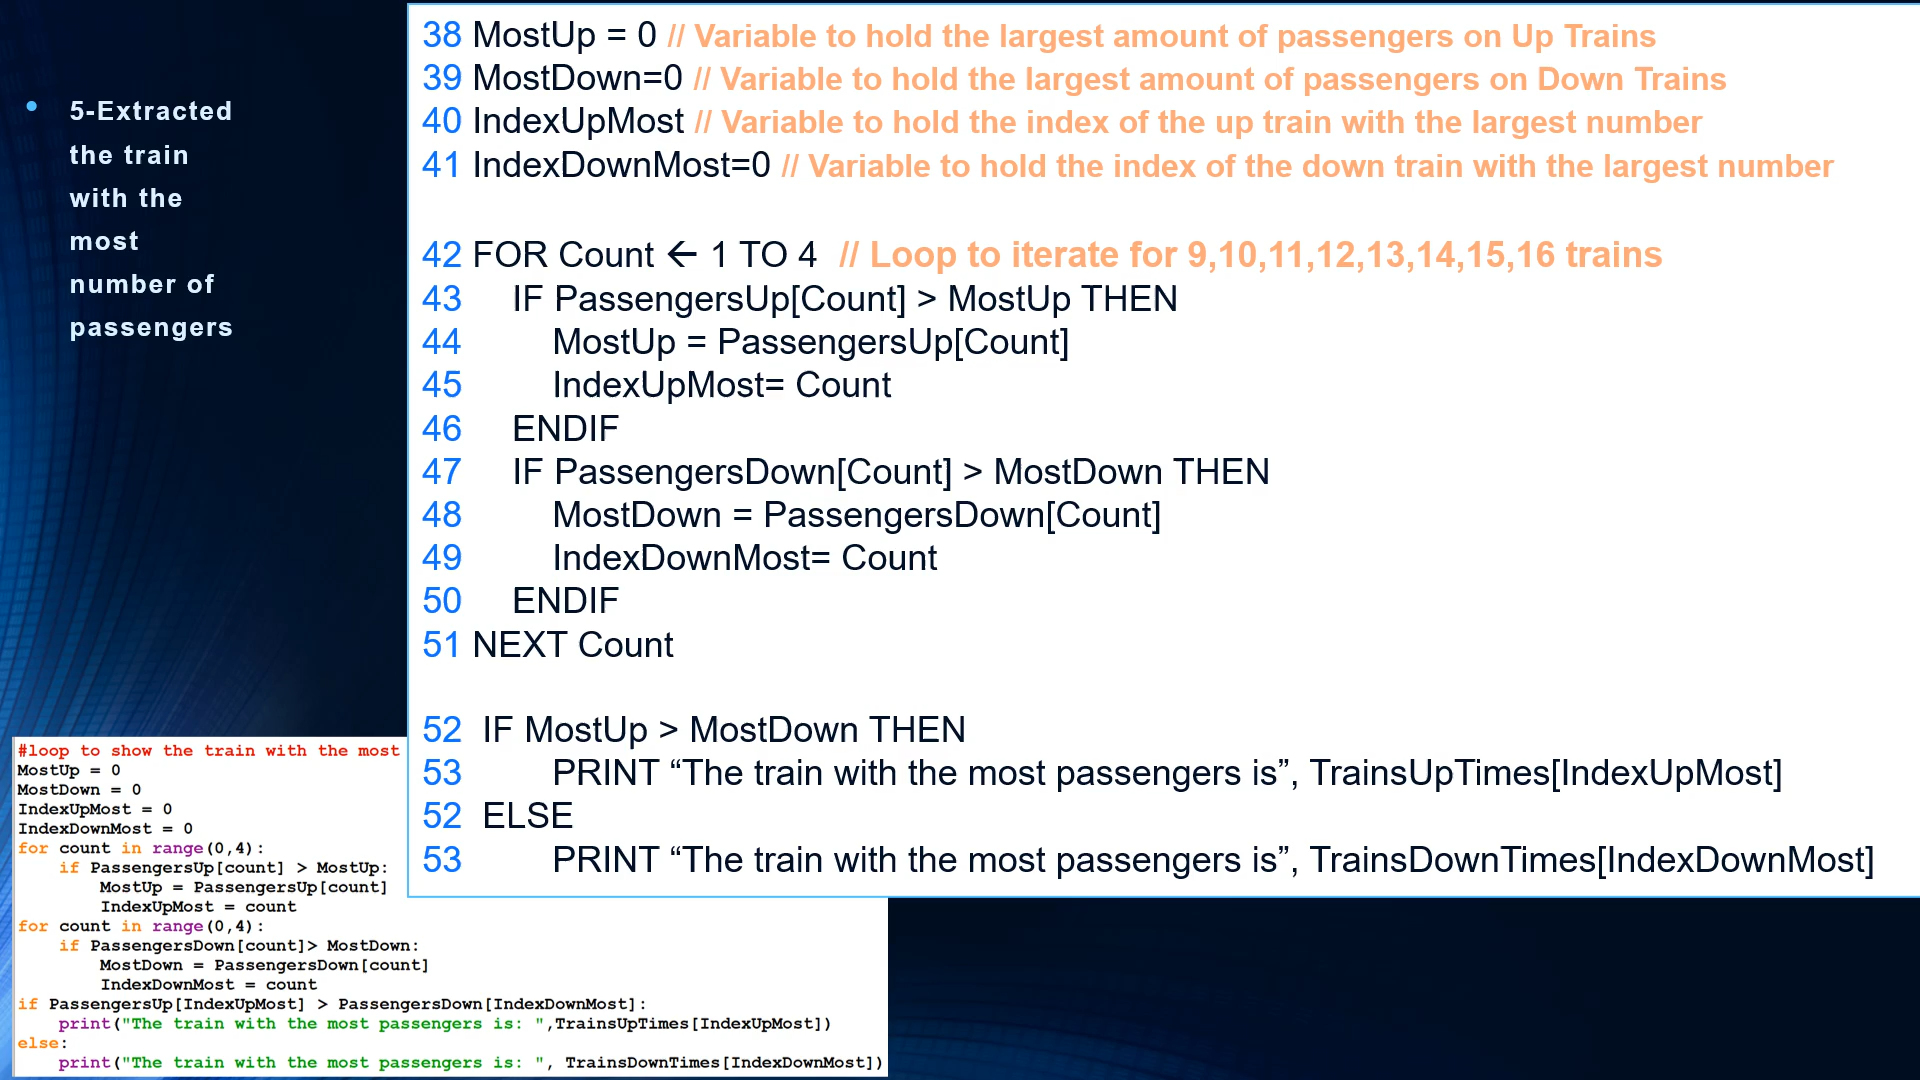 • 5-Extracted
the train
with the
most
number of
passengers
38 MostUp = 0 // Variable to hold the largest amount of passengers on Up Trains
39 MostDown=0 // Variable to hold the largest amount of passengers on Down Trains
40 IndexUpMost // Variable to hold the index of the up train with the largest number
41 IndexDownMost=0 // Variable to hold the index of the down train with the largest number
42 FOR Count ← 1 TO 4 // Loop to iterate for 9,10,11,12,13,14,15,16 trains
43 IF PassengersUp[Count] > MostUp THEN
44 MostUp = PassengersUp[Count]
45 IndexUpMost= Count
46 ENDIF
47 IF PassengersDown[Count] > MostDown THEN
48 MostDown = PassengersDown[Count]
49 IndexDownMost= Count
50 ENDIF
51 NEXT Count
52 IF MostUp > MostDown THEN
53 PRINT “The train with the most passengers is”, TrainsUpTimes[IndexUpMost]
52 ELSE
53 PRINT “The train with the most passengers is”, TrainsDownTimes[IndexDownMost]
#loop to show the train with the most
MostUp = 0
MostDown = 0
IndexUpMost = 0
IndexDownMost = 0
for count in range(0,4):
if PassengersUp[count] > MostUp:
MostUp = PassengersUp[count]
IndexUpMost = count
for count in range(0,4):
if PassengersDown[count]> MostDown:
MostDown = PassengersDown[count]
IndexDownMost = count
if PassengersUp[IndexUpMost] > PassengersDown[IndexDownMost]:
print("The train with the most passengers is: ",TrainsUpTimes[IndexUpMost])
else:
print("The train with the most passengers is: ", TrainsDownTimes[IndexDownMost])